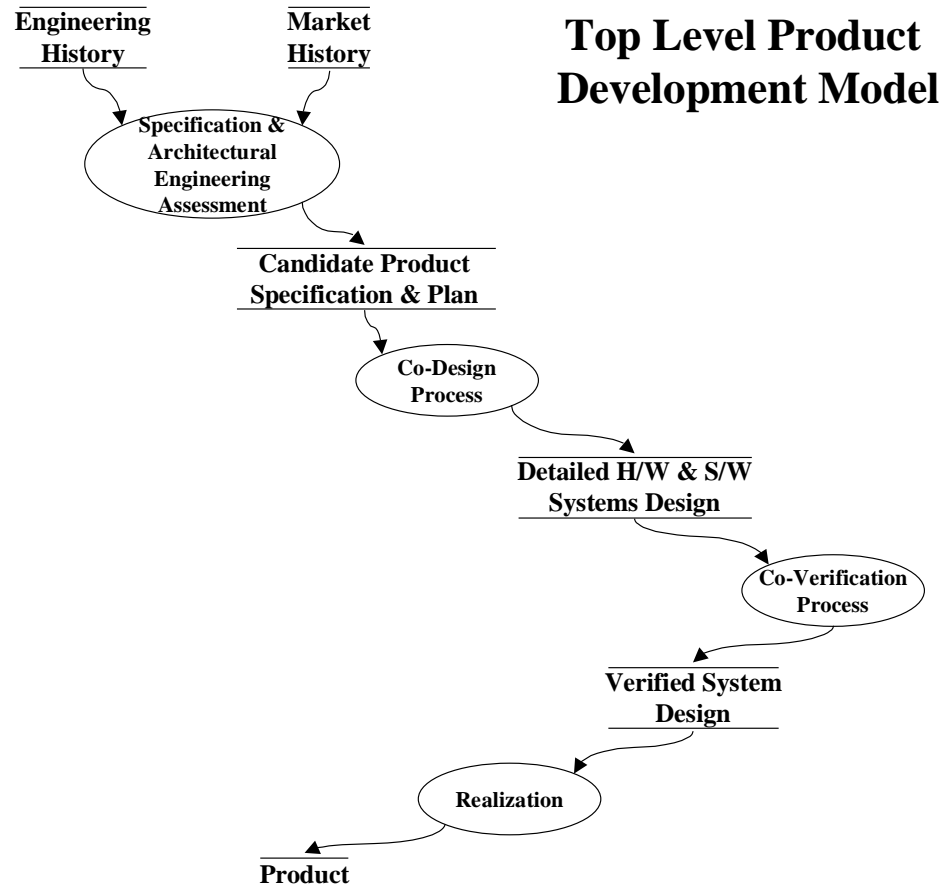 Engineering
History
Market
History
Top Level Product
Development Model
Specification &
Architectural
Engineering
Assessment
Candidate Product
Specification & Plan
Co-Design
Process
Detailed H/W & S/W
Systems Design
Co-Verification
Process
Verified System
Design
Realization
Product